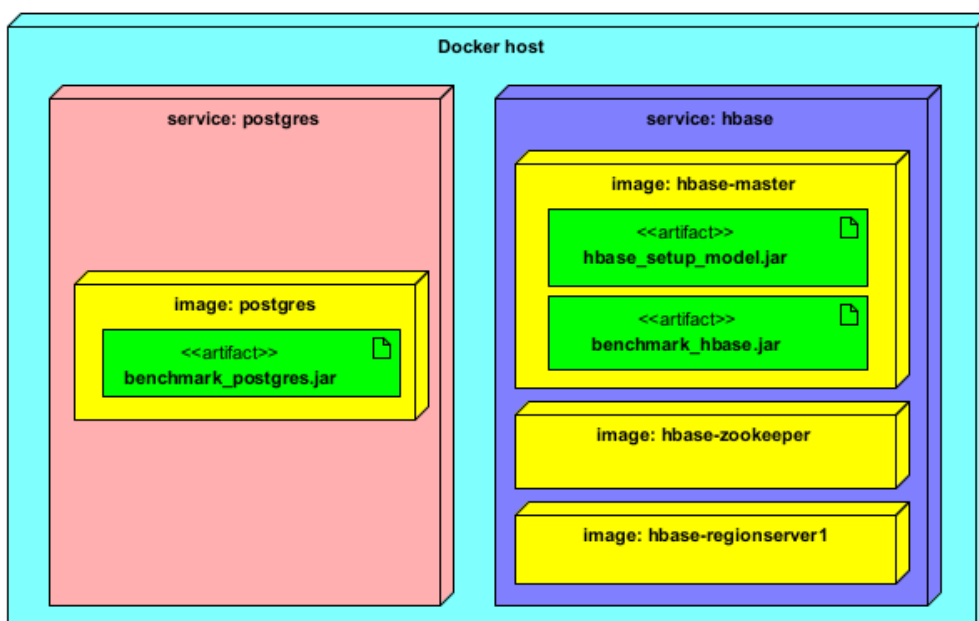 Docker host
service: postgres
image: postgres
<<artifact>>
benchmark_postgres.jar
service: hbase
image: hbase-master
<<artifact>>
hbase_setup_model.jar
<<artifact>>
benchmark_hbase.jar
image: hbase-zookeeper
image: hbase-regionserver1